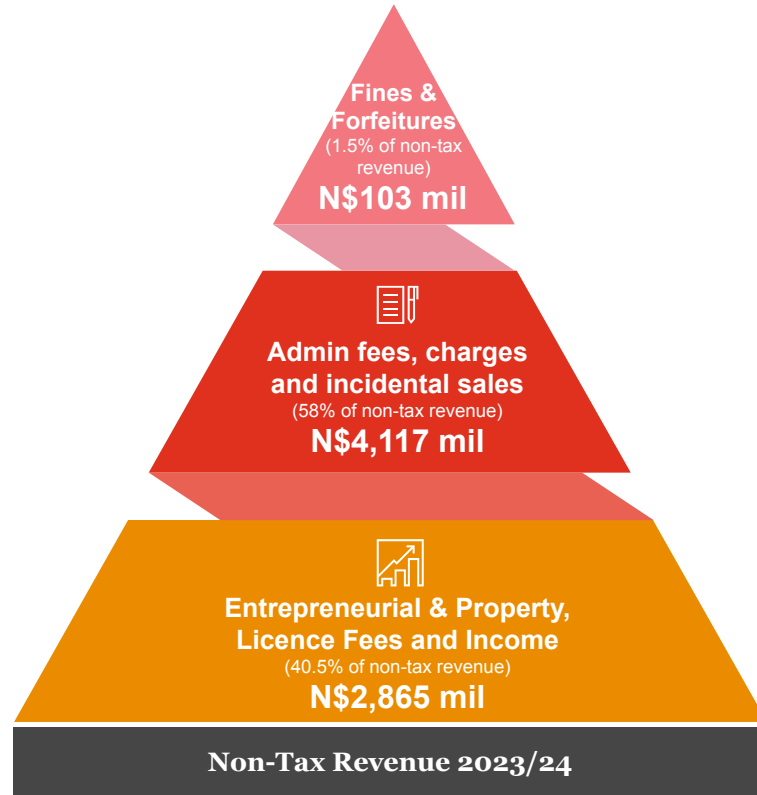 Fines &
Forfeitures
(1.5% of non-tax
revenue)
N$103 mil
Admin fees, charges
and incidental sales
(58% of non-tax revenue)
N$4,117 mil
Entrepreneurial & Property,
Licence Fees and Income
(40.5% of non-tax revenue)
N$2,865 mil
Non-Tax Revenue 2023/24